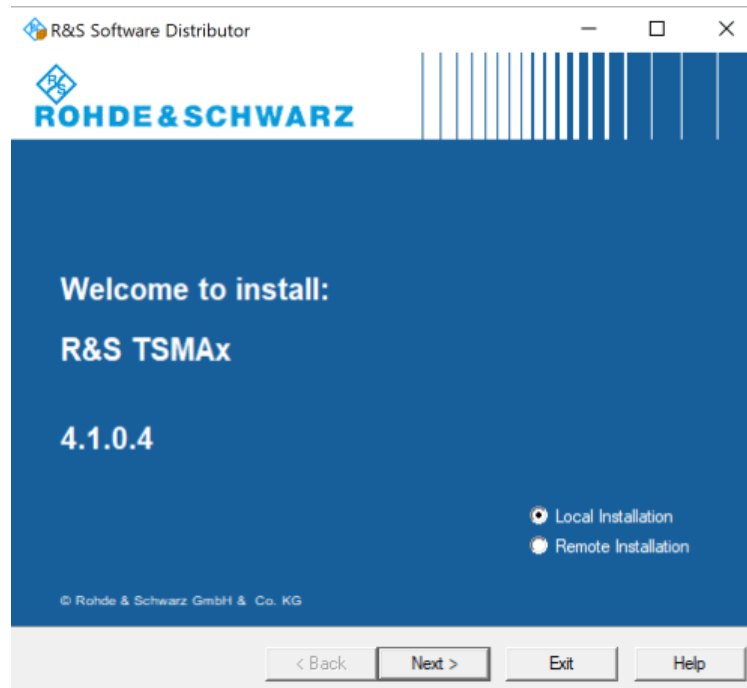 R&S Software Distributor
R&S
ROHDE&SCHWARZ
Welcome to install:
R&S TSMAx
4.1.0.4
Local Installation
Remote Installation
© Rohde & Schwarz GmbH & Co. KG
< Back Next > Exit Help